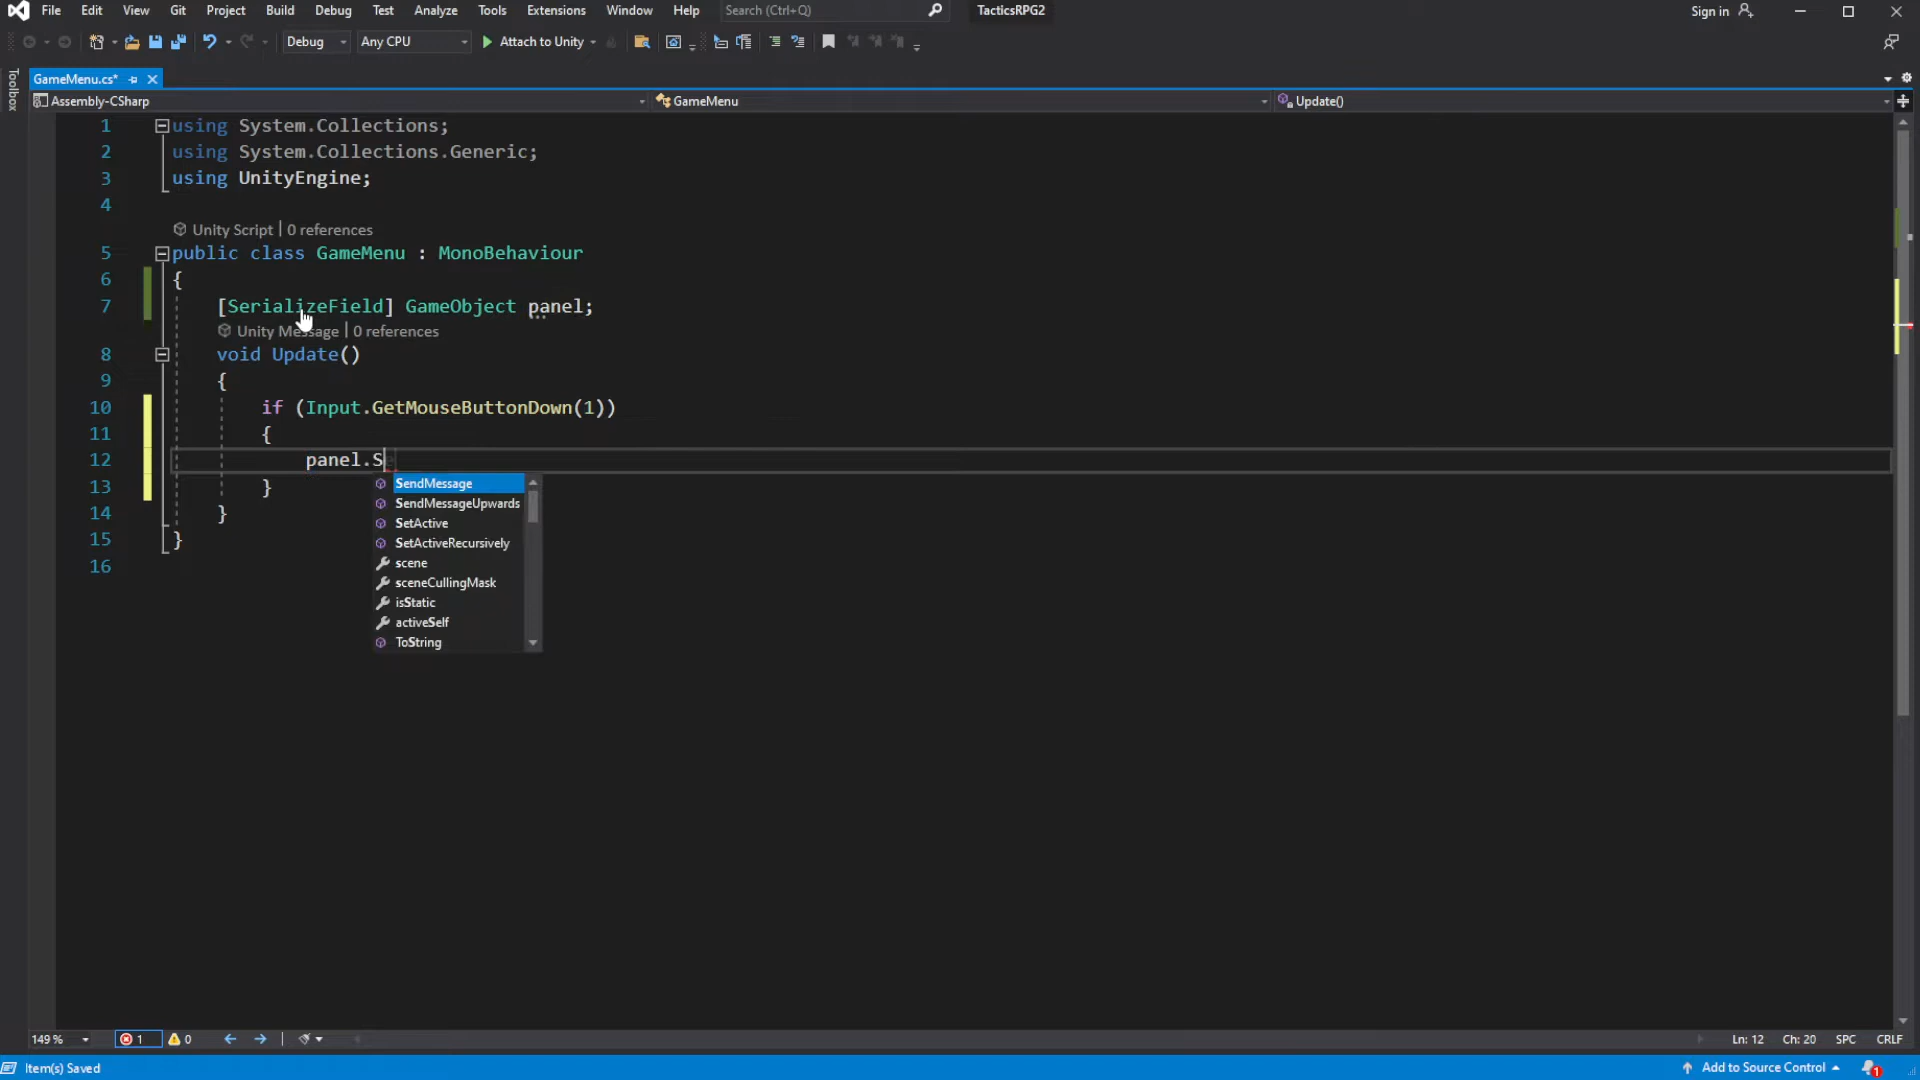 File Edit View Git Project Build Debug Test Analyze Tools Extensions Window Help Search (Ctrl+Q) TacticsRPG2 Sign in
Debug Any CPU Attach to Unity
Toolbox
GameMenu.cs*
Assembly-CSharp GameMenu Update()
1 using System.Collections;
2 using System.Collections.Generic;
3 using UnityEngine;
4
Unity Script | 0 references
5 public class GameMenu : MonoBehaviour
6 {
7 [SerializeField] GameObject panel;
Unity Message | 0 references
8 void Update()
9 {
10 if (Input.GetMouseButtonDown(1))
11 {
12 panel.S
SendMessage
SendMessageUpwards
SetActive
SetActiveRecursively
scene
sceneCullingMask
isStatic
activeSelf
ToString
13 }
14 }
15 }
16
149 % 1 0 Ln: 12 Ch: 20 SPC CRLF
Item(s) Saved Add to Source Control 1